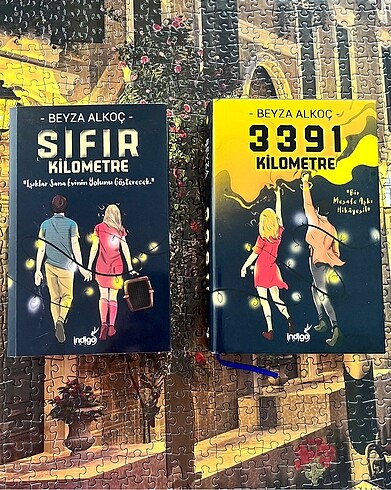 - BEYZA ALKOÇ -
SIFIR
KİLOMETRE
"Işıklar Sana Evinin Yolunu Gösterecek."
indigo
- BEYZA ALKOÇ -
3391
KİLOMETRE
"Bir
Mesafe Aşkı
Hikâyesi"
indigo